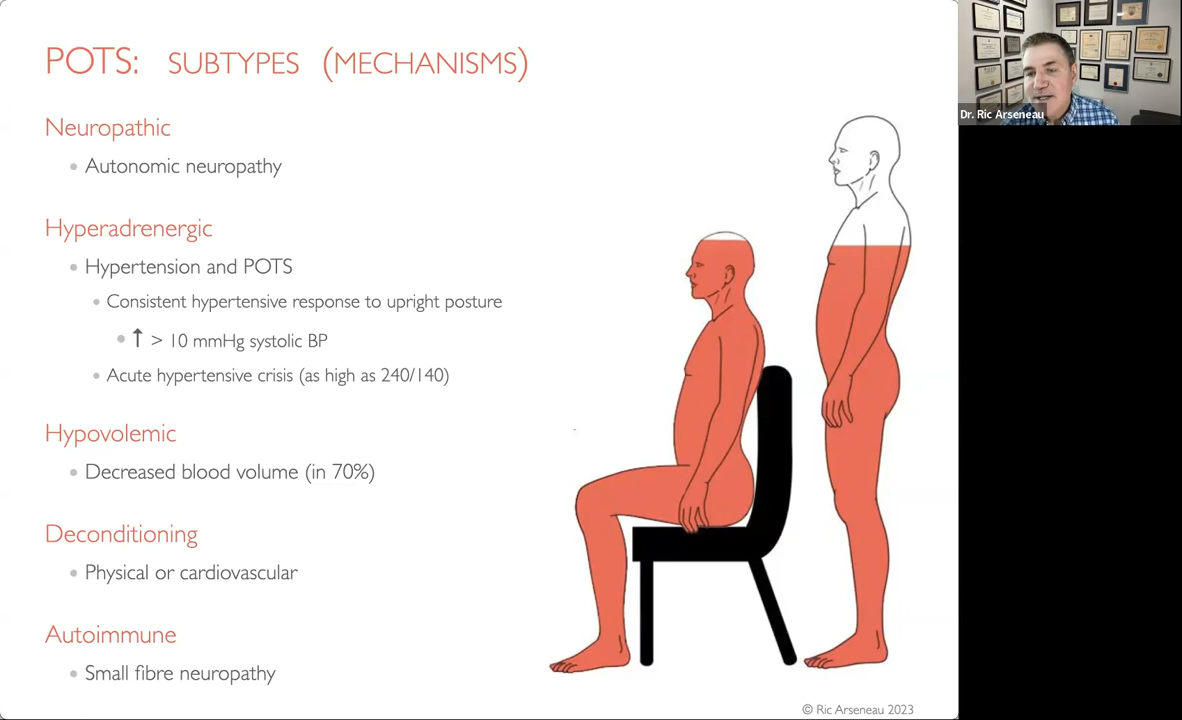 POTS: SUBTYPES (MECHANISMS)
Neuropathic
• Autonomic neuropathy
Hyperadrenergic
• Hypertension and POTS
• Consistent hypertensive response to upright posture
• ↑ > 10 mmHg systolic BP
• Acute hypertensive crisis (as high as 240/140)
Hypovolemic
• Decreased blood volume (in 70%)
Deconditioning
• Physical or cardiovascular
Autoimmune
• Small fibre neuropathy
© Ric Arseneau 2023
Dr. Ric Arseneau